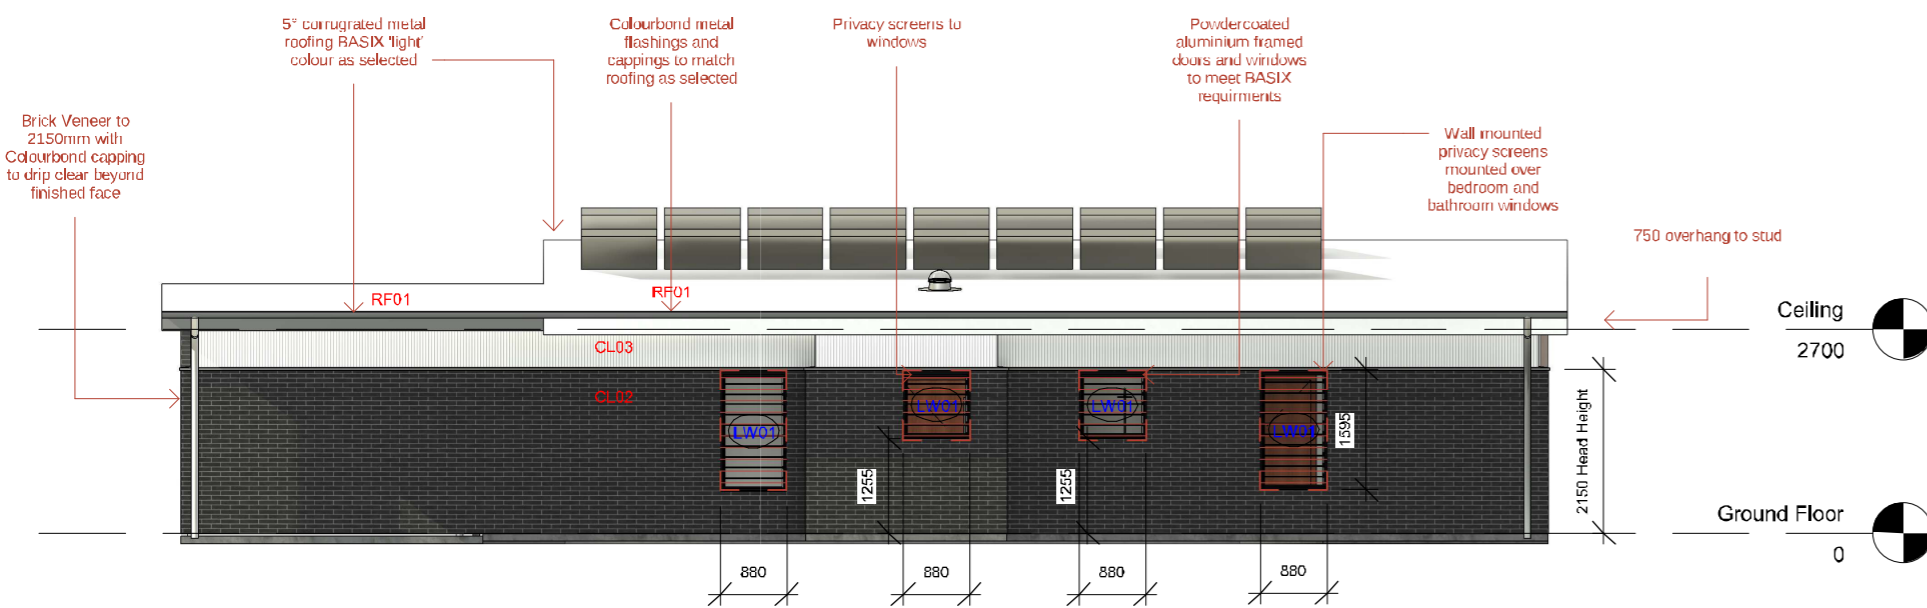 5° corrugrated metal
roofing BASIX 'light'
colour as selected
Colourbond metal
flashings and
cappings to match
roofing as selected
Privacy screens to
windows
Powdercoated
aluminium framed
doors and windows
to meet BASIX
requirments
Brick Veneer to
2150mm with
Colourbond capping
to drip clear beyond
finished face
Wall mounted
privacy screens
mounted over
bedroom and
bathroom windows
750 overhang to stud
RF01
RF01
Ceiling
2700
CL03
CL02
LW01
LW01
LW01
LW01
1255
1255
1595
2150 Head Height
Ground Floor
0
880
880
880
880